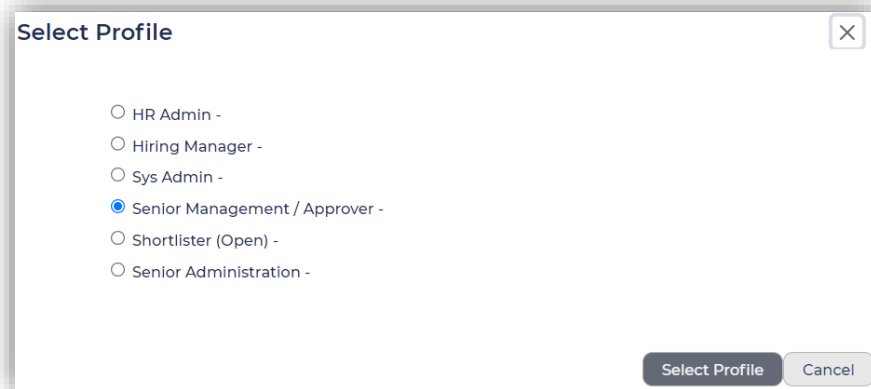 Select Profile
HR Admin -
Hiring Manager -
Sys Admin -
Senior Management / Approver -
Shortlister (Open) -
Senior Administration -
Select Profile Cancel